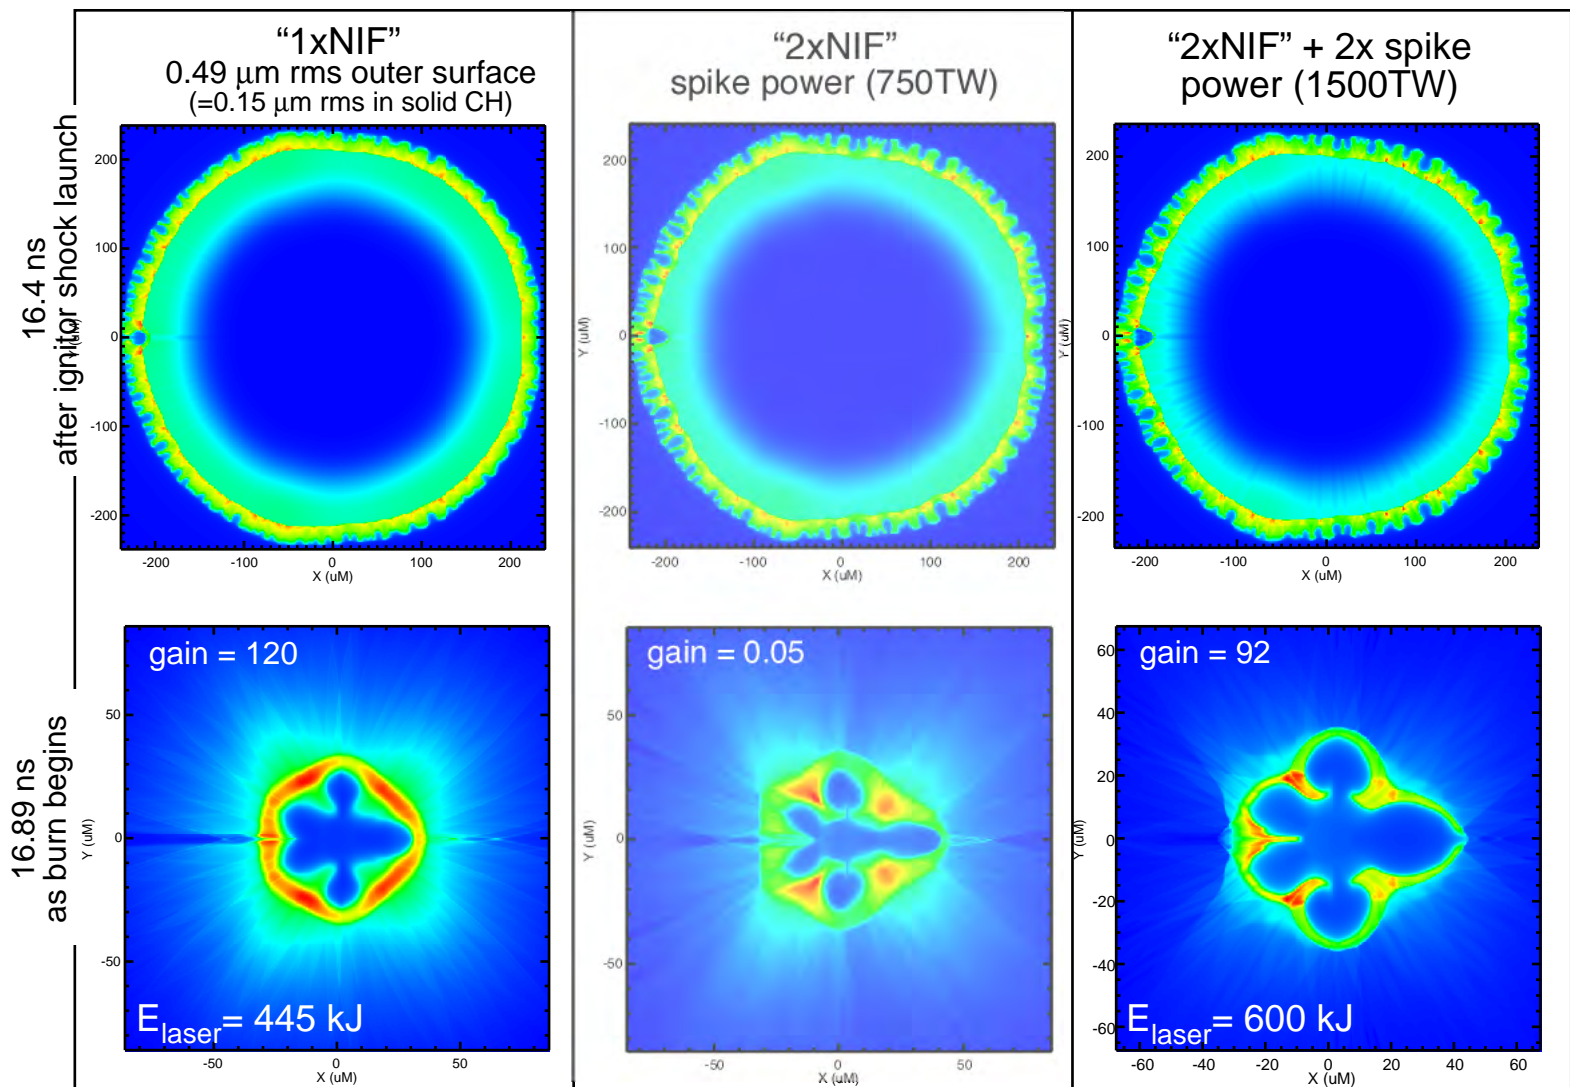 “1xNIF”
0.49 μm rms outer surface
(=0.15 μm rms in solid CH)
“2xNIF”
spike power (750TW)
“2xNIF” + 2x spike
power (1500TW)
16.4 ns
after ignitor shock launch
200
100
0
-100
-200
Y (uM)
-200
-100
0
100
200
X (uM)
200
100
0
-100
-200
Y (uM)
-200
-100
0
100
200
X (uM)
200
100
0
-100
-200
Y (uM)
-200
-100
0
100
200
X (uM)
16.89 ns
as burn begins
gain = 120
50
0
-50
Y (uM)
E_laser= 445 kJ
-50
0
50
X (uM)
gain = 0.05
50
0
-50
Y (uM)
-50
0
50
X (uM)
gain = 92
60
40
20
0
-20
-40
-60
Y (uM)
E_laser= 600 kJ
-60
-40
-20
0
20
40
60
X (uM)